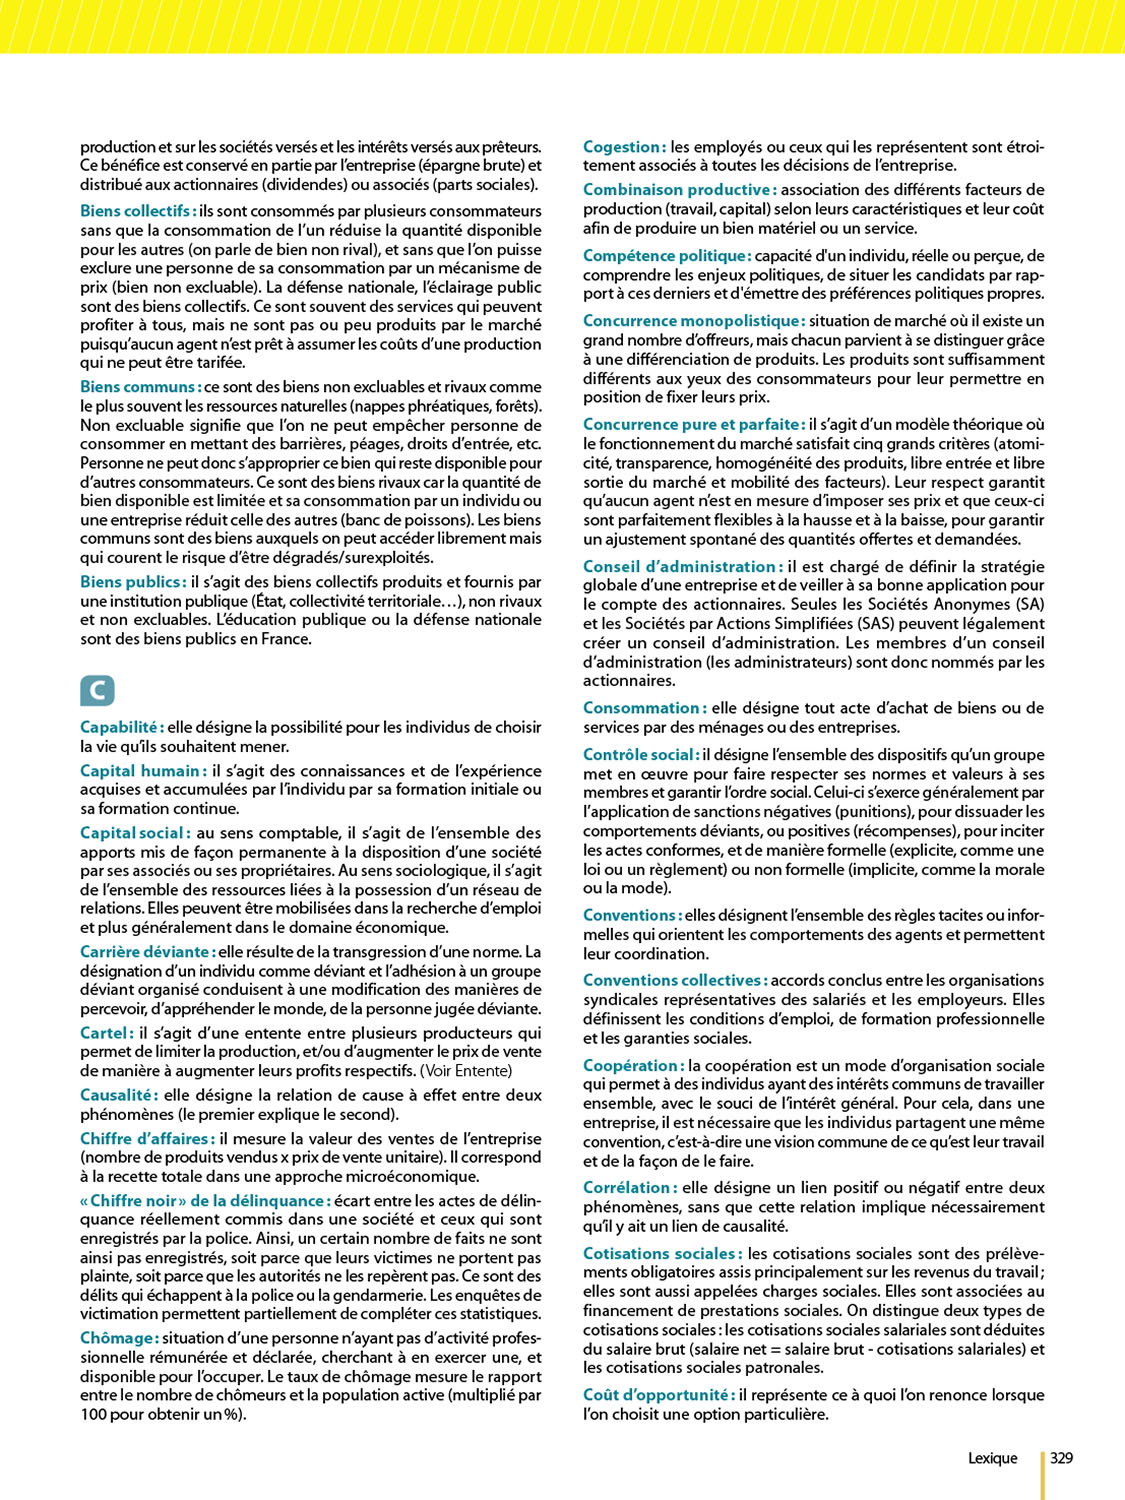 production et sur les sociétés versés et les intérêts versés aux prêteurs.
Ce bénéfice est conservé en partie par l'entreprise (épargne brute) et
distribué aux actionnaires (dividendes) ou associés (parts sociales).
Biens collectifs : ils sont consommés par plusieurs consommateurs
sans que la consommation de l'un réduise la quantité disponible
pour les autres (on parle de bien non rival), et sans que l'on puisse
exclure une personne de sa consommation par un mécanisme de
prix (bien non excluable). La défense nationale, l'éclairage public
sont des biens collectifs. Ce sont souvent des services qui peuvent
profiter à tous, mais ne sont pas ou peu produits par le marché
puisqu'aucun agent n'est prêt à assumer les coûts d'une production
qui ne peut être tarifée.
Biens communs : ce sont des biens non excluables et rivaux comme
le plus souvent les ressources naturelles (nappes phréatiques, forêts).
Non excluable signifie que l'on ne peut empêcher personne de
consommer en mettant des barrières, péages, droits d'entrée, etc.
Personne ne peut donc s'approprier ce bien qui reste disponible pour
d'autres consommateurs. Ce sont des biens rivaux car la quantité de
bien disponible est limitée et sa consommation par un individu ou
une entreprise réduit celle des autres (banc de poissons). Les biens
communs sont des biens auxquels on peut accéder librement mais
qui courent le risque d'être dégradés/surexploités.
Biens publics : il s'agit des biens collectifs produits et fournis par
une institution publique (État, collectivité territoriale…), non rivaux
et non excluables. L'éducation publique ou la défense nationale
sont des biens publics en France.
C
Capabilité : elle désigne la possibilité pour les individus de choisir
la vie qu'ils souhaitent mener.
Capital humain : il s'agit des connaissances et de l'expérience
acquises et accumulées par l'individu par sa formation initiale ou
sa formation continue.
Capital social : au sens comptable, il s'agit de l'ensemble des
apports mis de façon permanente à la disposition d'une société
par ses associés ou ses propriétaires. Au sens sociologique, il s'agit
de l'ensemble des ressources liées à la possession d'un réseau de
relations. Elles peuvent être mobilisées dans la recherche d'emploi
et plus généralement dans le domaine économique.
Carrière déviante : elle résulte de la transgression d'une norme. La
désignation d'un individu comme déviant et l'adhésion à un groupe
déviant organisé conduisent à une modification des manières de
percevoir, d'appréhender le monde, de la personne jugée déviante.
Cartel : il s'agit d'une entente entre plusieurs producteurs qui
permet de limiter la production, et/ou d'augmenter le prix de vente
de manière à augmenter leurs profits respectifs. (Voir Entente)
Causalité : elle désigne la relation de cause à effet entre deux
phénomènes (le premier explique le second).
Chiffre d'affaires : il mesure la valeur des ventes de l'entreprise
(nombre de produits vendus x prix de vente unitaire). Il correspond
à la recette totale dans une approche microéconomique.
« Chiffre noir » de la délinquance : écart entre les actes de délin-
quance réellement commis dans une société et ceux qui sont
enregistrés par la police. Ainsi, un certain nombre de faits ne sont
ainsi pas enregistrés, soit parce que leurs victimes ne portent pas
plainte, soit parce que les autorités ne les repèrent pas. Ce sont des
délits qui échappent à la police ou la gendarmerie. Les enquêtes de
victimation permettent partiellement de compléter ces statistiques.
Chômage : situation d'une personne n'ayant pas d'activité profes-
sionnelle rémunérée et déclarée, cherchant à en exercer une, et
disponible pour l'occuper. Le taux de chômage mesure le rapport
entre le nombre de chômeurs et la population active (multiplié par
100 pour obtenir un %).
Cogestion : les employés ou ceux qui les représentent sont étroi-
tement associés à toutes les décisions de l'entreprise.
Combinaison productive : association des différents facteurs de
production (travail, capital) selon leurs caractéristiques et leur coût
afin de produire un bien matériel ou un service.
Compétence politique : capacité d'un individu, réelle ou perçue, de
comprendre les enjeux politiques, de situer les candidats par rap-
port à ces derniers et d'émettre des préférences politiques propres.
Concurrence monopolistique : situation de marché où il existe un
grand nombre d'offreurs, mais chacun parvient à se distinguer grâce
à une différenciation de produits. Les produits sont suffisamment
différents aux yeux des consommateurs pour leur permettre en
position de fixer leurs prix.
Concurrence pure et parfaite : il s'agit d'un modèle théorique où
le fonctionnement du marché satisfait cinq grands critères (atomi-
cité, transparence, homogénéité des produits, libre entrée et libre
sortie du marché et mobilité des facteurs). Leur respect garantit
qu'aucun agent n'est en mesure d'imposer ses prix et que ceux-ci
sont parfaitement flexibles à la hausse et à la baisse, pour garantir
un ajustement spontané des quantités offertes et demandées.
Conseil d'administration : il est chargé de définir la stratégie
globale d'une entreprise et de veiller à sa bonne application pour
le compte des actionnaires. Seules les Sociétés Anonymes (SA)
et les Sociétés par Actions Simplifiées (SAS) peuvent légalement
créer un conseil d'administration. Les membres d'un conseil
d'administration (les administrateurs) sont donc nommés par les
actionnaires.
Consommation : elle désigne tout acte d'achat de biens ou de
services par des ménages ou des entreprises.
Contrôle social : il désigne l'ensemble des dispositifs qu'un groupe
met en œuvre pour faire respecter ses normes et valeurs à ses
membres et garantir l'ordre social. Celui-ci s'exerce généralement par
l'application de sanctions négatives (punitions), pour dissuader les
comportements déviants, ou positives (récompenses), pour inciter
les actes conformes, et de manière formelle (explicite, comme une
loi ou un règlement) ou non formelle (implicite, comme la morale
ou la mode).
Conventions : elles désignent l'ensemble des règles tacites ou infor-
melles qui orientent les comportements des agents et permettent
leur coordination.
Conventions collectives : accords conclus entre les organisations
syndicales représentatives des salariés et les employeurs. Elles
définissent les conditions d'emploi, de formation professionnelle
et les garanties sociales.
Coopération : la coopération est un mode d'organisation sociale
qui permet à des individus ayant des intérêts communs de travailler
ensemble, avec le souci de l'intérêt général. Pour cela, dans une
entreprise, il est nécessaire que les individus partagent une même
convention, c'est-à-dire une vision commune de ce qu'est leur travail
et de la façon de le faire.
Corrélation : elle désigne un lien positif ou négatif entre deux
phénomènes, sans que cette relation implique nécessairement
qu'il y ait un lien de causalité.
Cotisations sociales : les cotisations sociales sont des prélève-
ments obligatoires assis principalement sur les revenus du travail ;
elles sont aussi appelées charges sociales. Elles sont associées au
financement de prestations sociales. On distingue deux types de
cotisations sociales : les cotisations sociales salariales sont déduites
du salaire brut (salaire net = salaire brut - cotisations salariales) et
les cotisations sociales patronales.
Coût d'opportunité : il représente ce à quoi l'on renonce lorsque
l'on choisit une option particulière.
Lexique 329